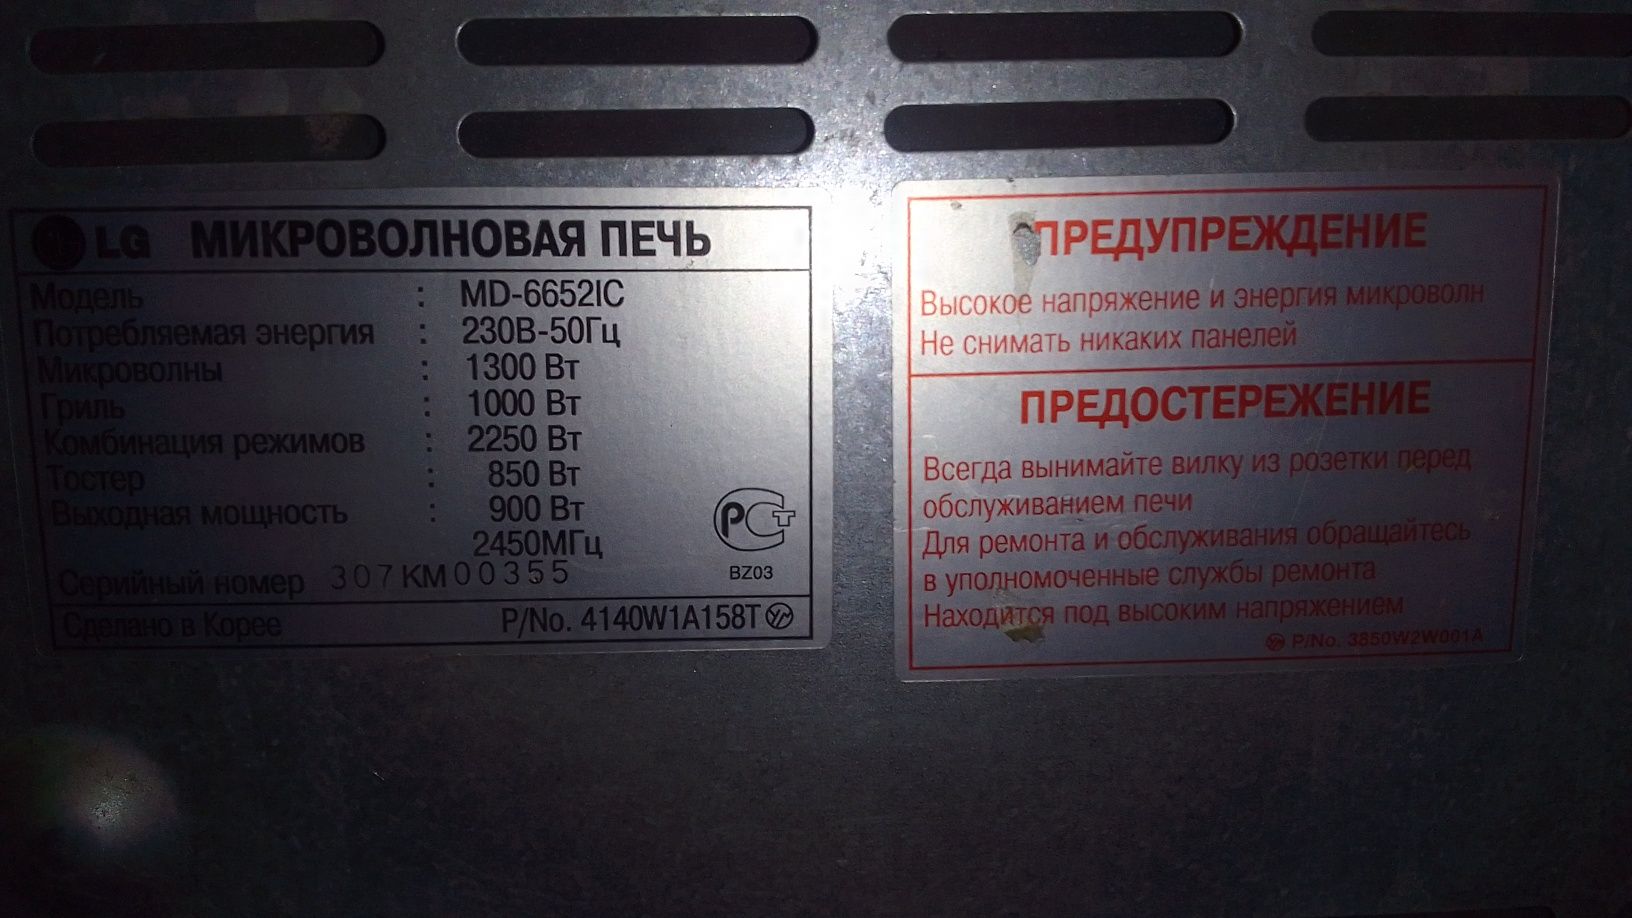 LG МИКРОВОЛНОВАЯ ПЕЧЬ
Модель : MD-6652IC
Потребляемая энергия : 230В-50Гц
Микроволны : 1300 Вт
Гриль : 1000 Вт
Комбинация режимов : 2250 Вт
Тостер : 850 Вт
Выходная мощность : 900 Вт
2450МГц
Серийный номер 307KM00355
РСТ
BZ03
Сделано в Корее P/No. 4140W1A158T
ПРЕДУПРЕЖДЕНИЕ
Высокое напряжение и энергия микроволн
Не снимать никаких панелей
ПРЕДОСТЕРЕЖЕНИЕ
Всегда вынимайте вилку из розетки перед
обслуживанием печи
Для ремонта и обслуживания обращайтесь
в уполномоченные службы ремонта
Находится под высоким напряжением
P/No. 3850W2W001A